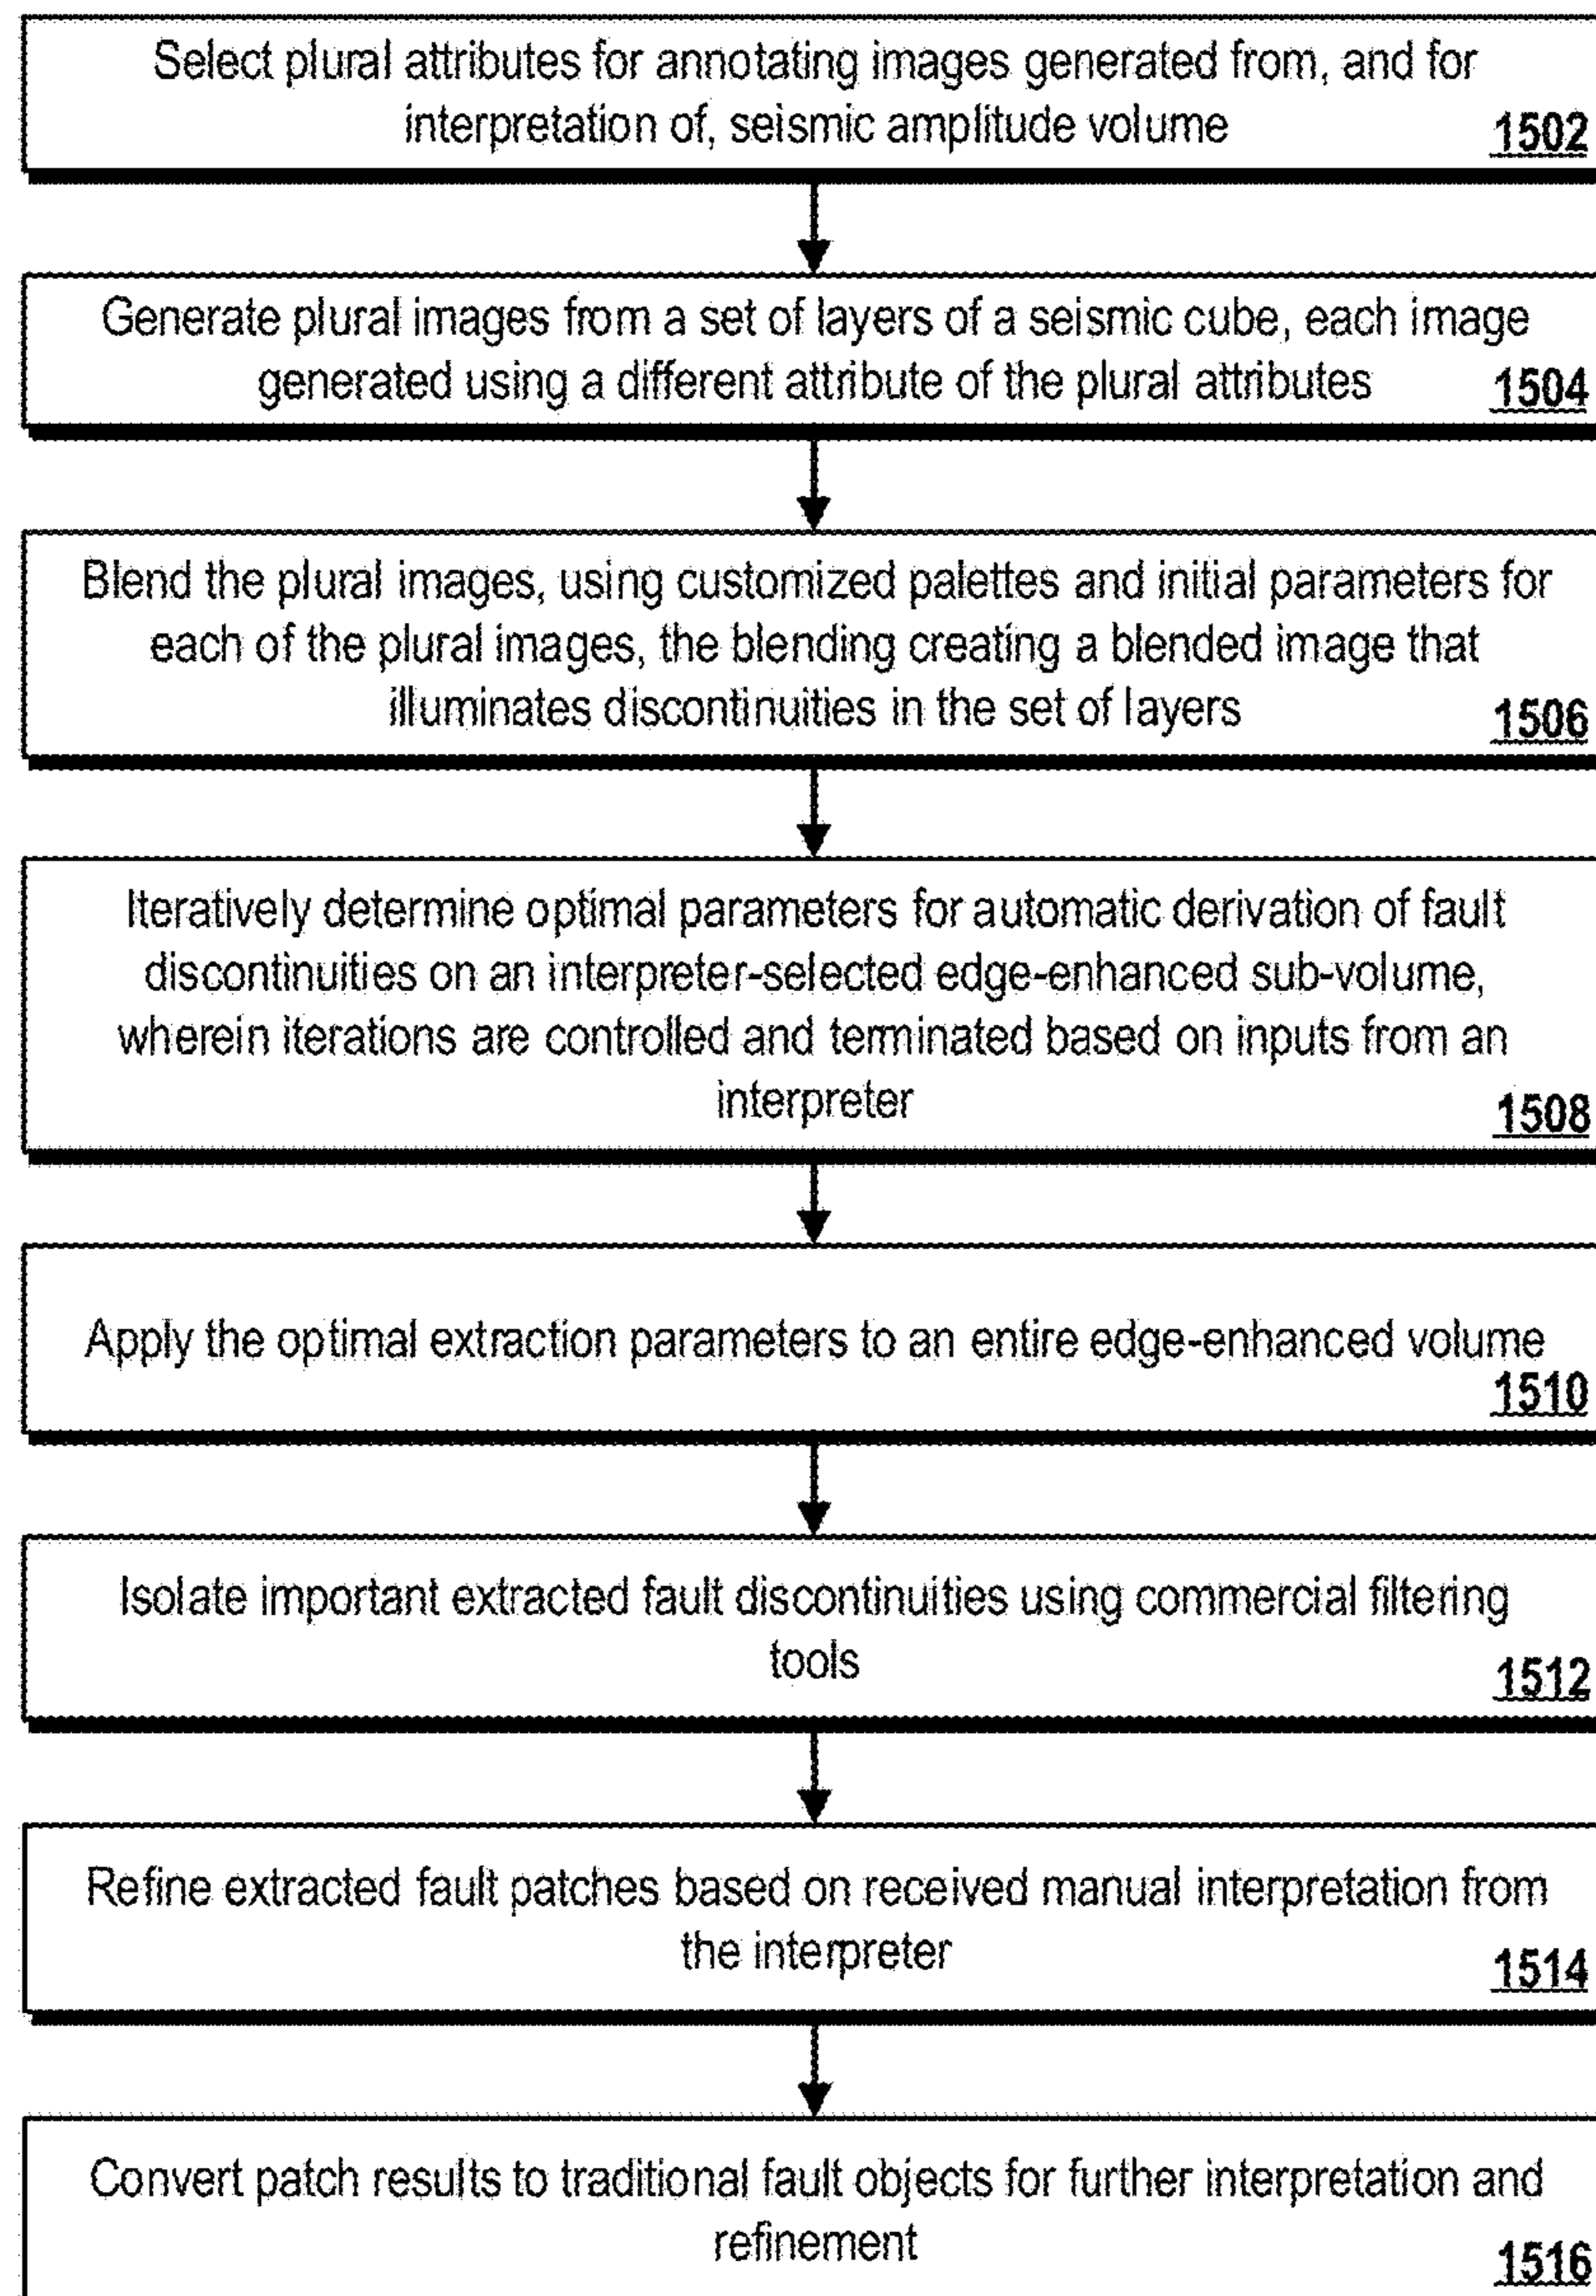 Select plural attributes for annotating images generated from, and for
interpretation of, seismic amplitude volume
1502
Generate plural images from a set of layers of a seismic cube, each image
generated using a different attribute of the plural attributes
1504
Blend the plural images, using customized palettes and initial parameters for
each of the plural images, the blending creating a blended image that
illuminates discontinuities in the set of layers
1506
Iteratively determine optimal parameters for automatic derivation of fault
discontinuities on an interpreter-selected edge-enhanced sub-volume,
wherein iterations are controlled and terminated based on inputs from an
interpreter
1508
Apply the optimal extraction parameters to an entire edge-enhanced volume
1510
Isolate important extracted fault discontinuities using commercial filtering
tools
1512
Refine extracted fault patches based on received manual interpretation from
the interpreter
1514
Convert patch results to traditional fault objects for further interpretation and
refinement
1516